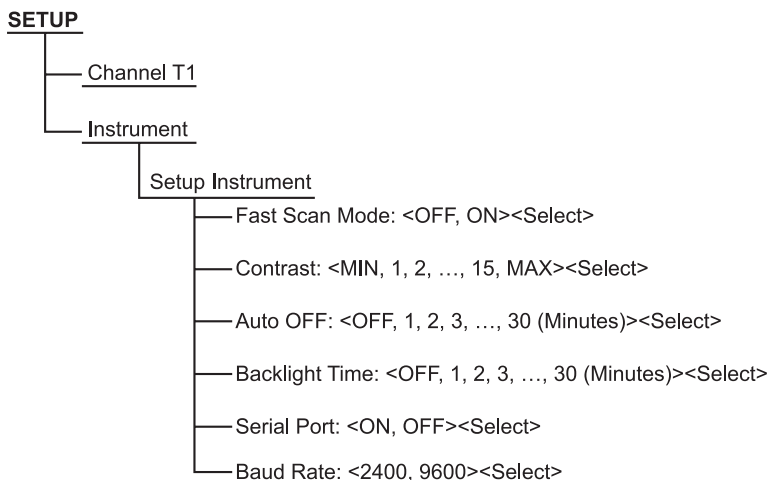 SETUP
Channel T1
Instrument
Setup Instrument
Fast Scan Mode: <OFF, ON><Select>
Contrast: <MIN, 1, 2, ..., 15, MAX><Select>
Auto OFF: <OFF, 1, 2, 3, ..., 30 (Minutes)><Select>
Backlight Time: <OFF, 1, 2, 3, ..., 30 (Minutes)><Select>
Serial Port: <ON, OFF><Select>
Baud Rate: <2400, 9600><Select>